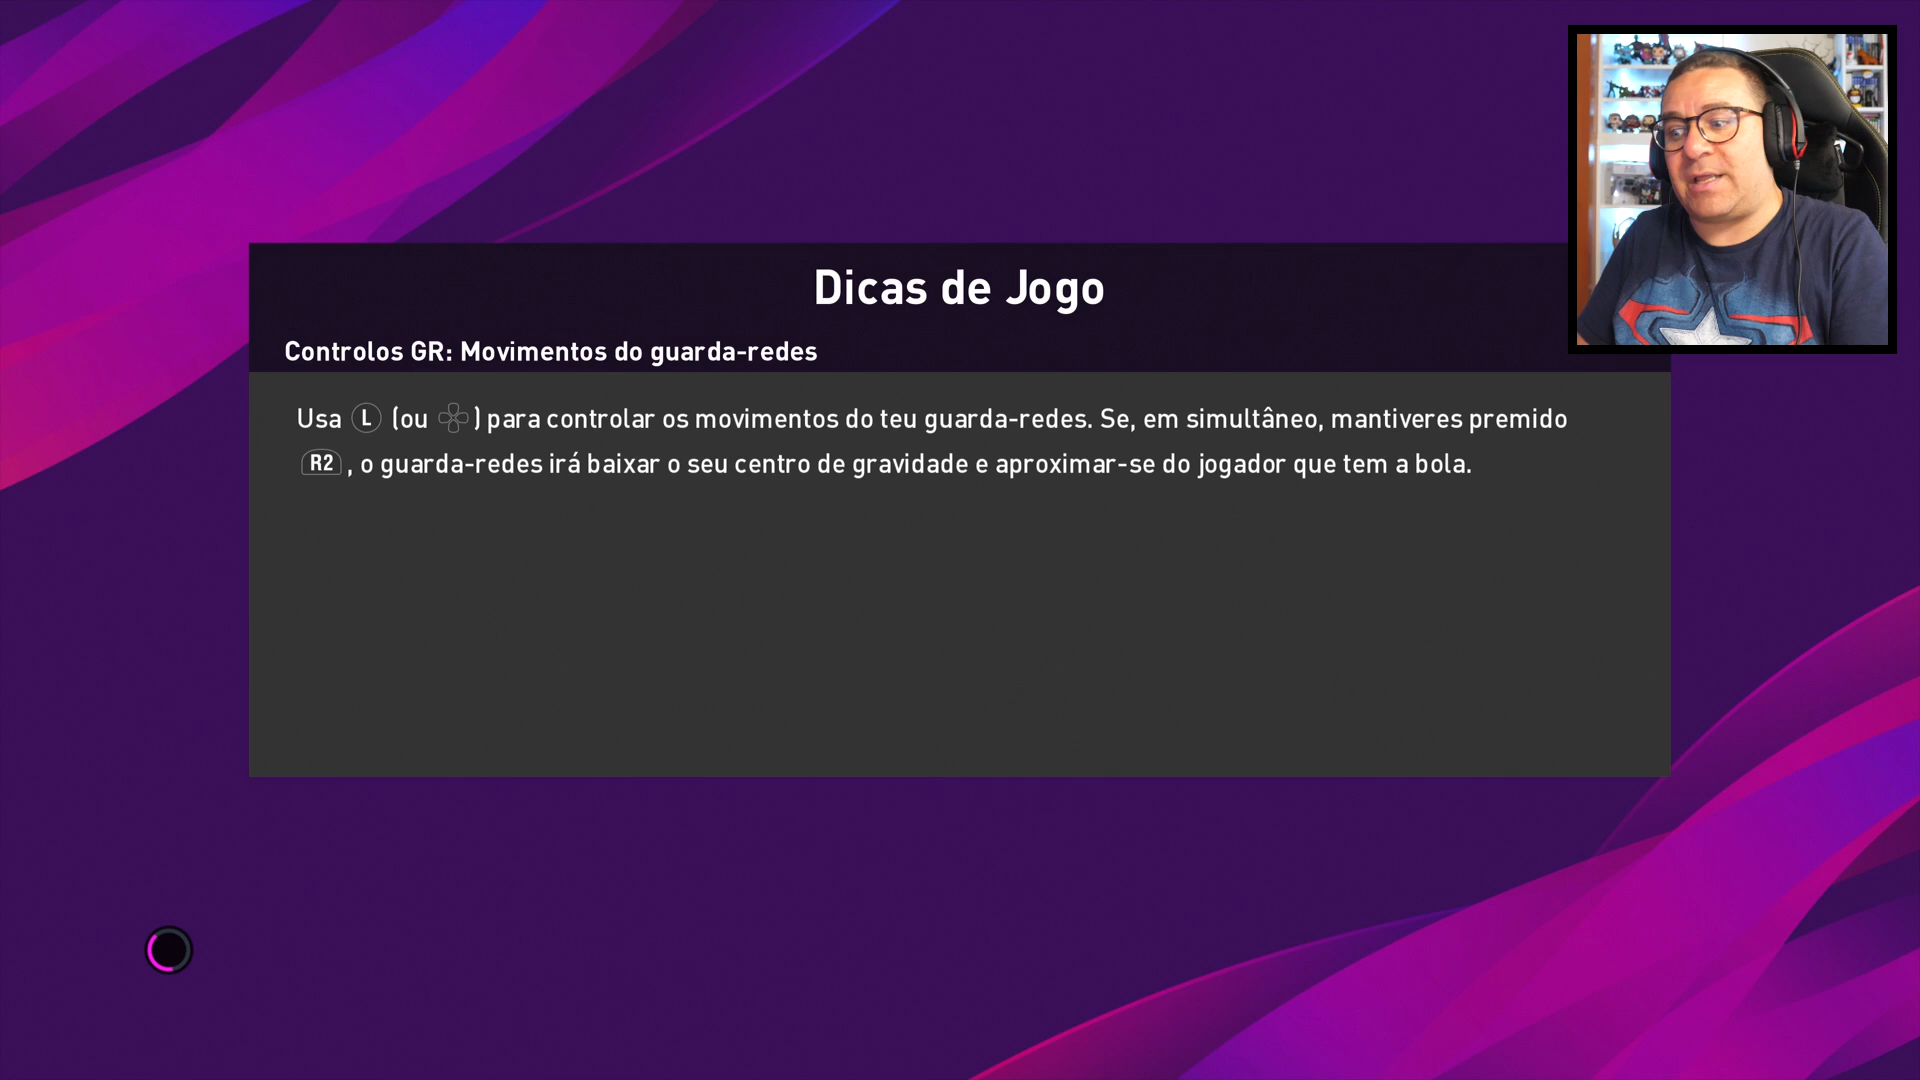 Dicas de Jogo
Controlos GR: Movimentos do guarda-redes
Usa L (ou ) para controlar os movimentos do teu guarda-redes. Se, em simultâneo, mantiveres premido
R2 , o guarda-redes irá baixar o seu centro de gravidade e aproximar-se do jogador que tem a bola.